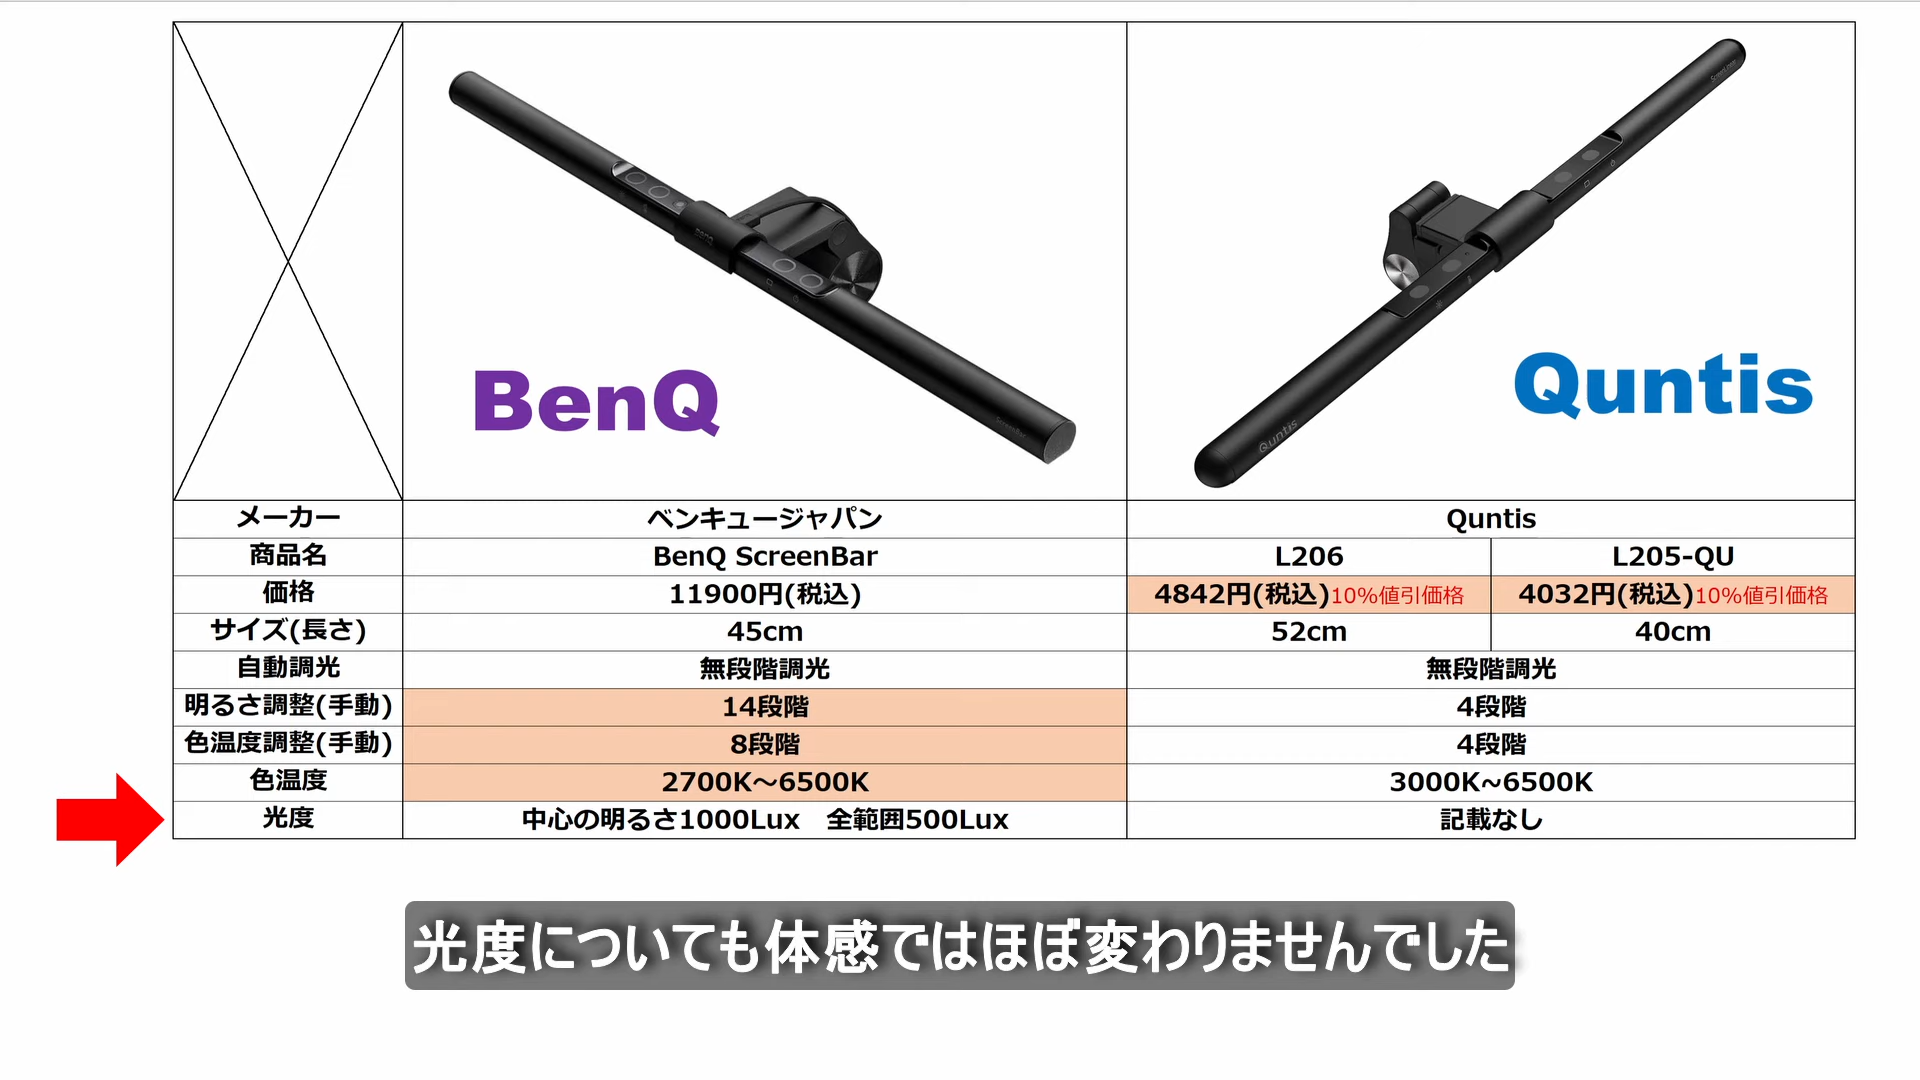 BenQ
Quntis
メーカー ベンキュージャパン Quntis
商品名 BenQ ScreenBar L206 L205-QU
価格 11900円(税込) 4842円(税込)10%値引価格 4032円(税込)10%値引価格
サイズ(長さ) 45cm 52cm 40cm
自動調光 無段階調光 無段階調光
明るさ調整(手動) 14段階 4段階
色温度調整(手動) 8段階 4段階
色温度 2700K～6500K 3000K~6500K
光度 中心の明るさ1000Lux　全範囲500Lux 記載なし
光度についても体感ではほぼ変わりませんでした